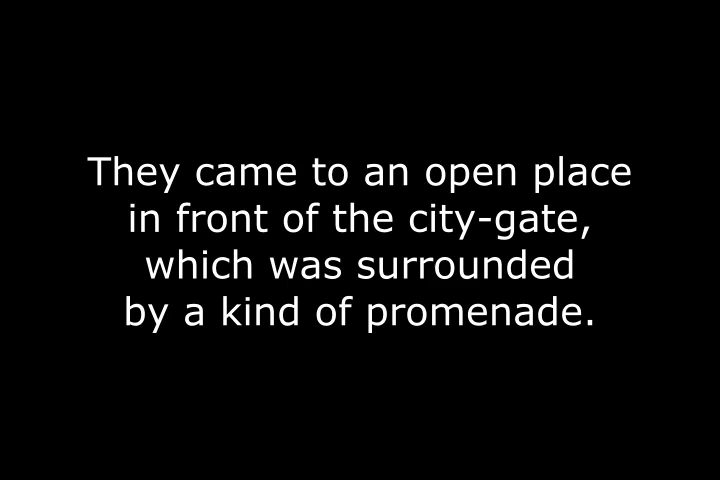 They came to an open place
in front of the city-gate,
which was surrounded
by a kind of promenade.